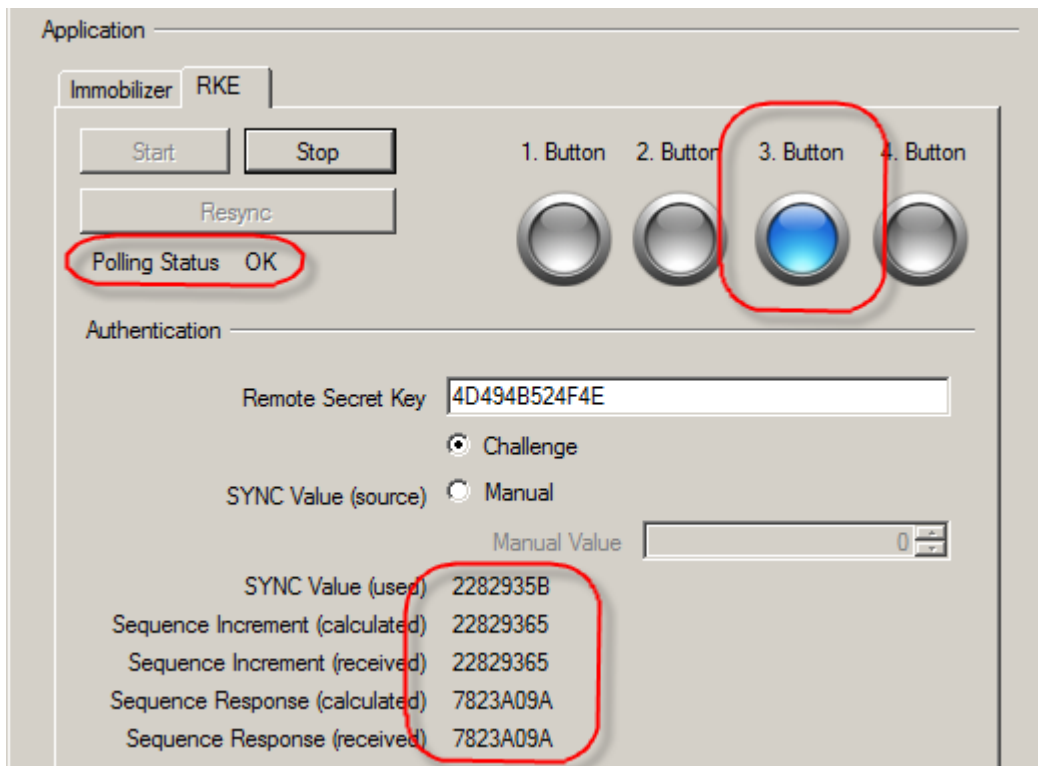 Application
Immobilizer RKE
Start Stop 1. Button 2. Button 3. Button 4. Button
Resync
Polling Status OK
Authentication
Remote Secret Key 4D494B524F4E
Challenge
SYNC Value (source) Manual
Manual Value 0
SYNC Value (used) 2282935B
Sequence Increment (calculated) 22829365
Sequence Increment (received) 22829365
Sequence Response (calculated) 7823A09A
Sequence Response (received) 7823A09A